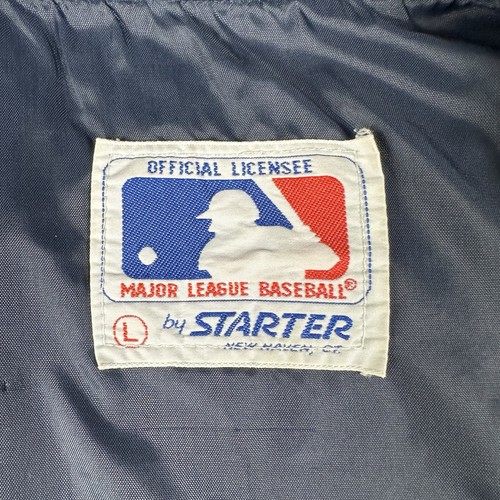 OFFICIAL LICENSEE
MAJOR LEAGUE BASEBALL®
L by STARTER
NEW HAVEN, CT.